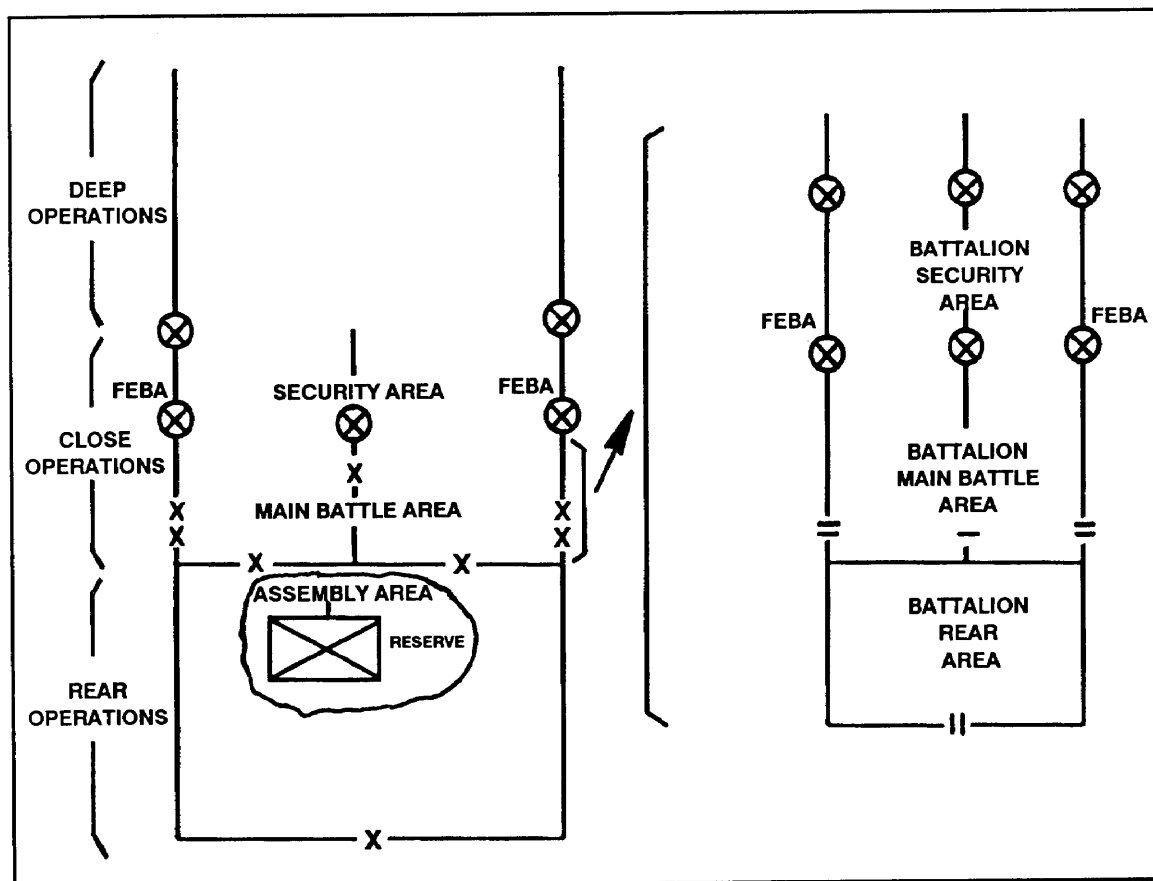 DEEP
OPERATIONS
CLOSE
OPERATIONS
REAR
OPERATIONS
FEBA
SECURITY AREA
FEBA
X
MAIN BATTLE AREA
X
X
X
X
X
X
ASSEMBLY AREA
RESERVE
X
BATTALION
SECURITY
AREA
FEBA
FEBA
BATTALION
MAIN BATTLE
AREA
BATTALION
REAR
AREA